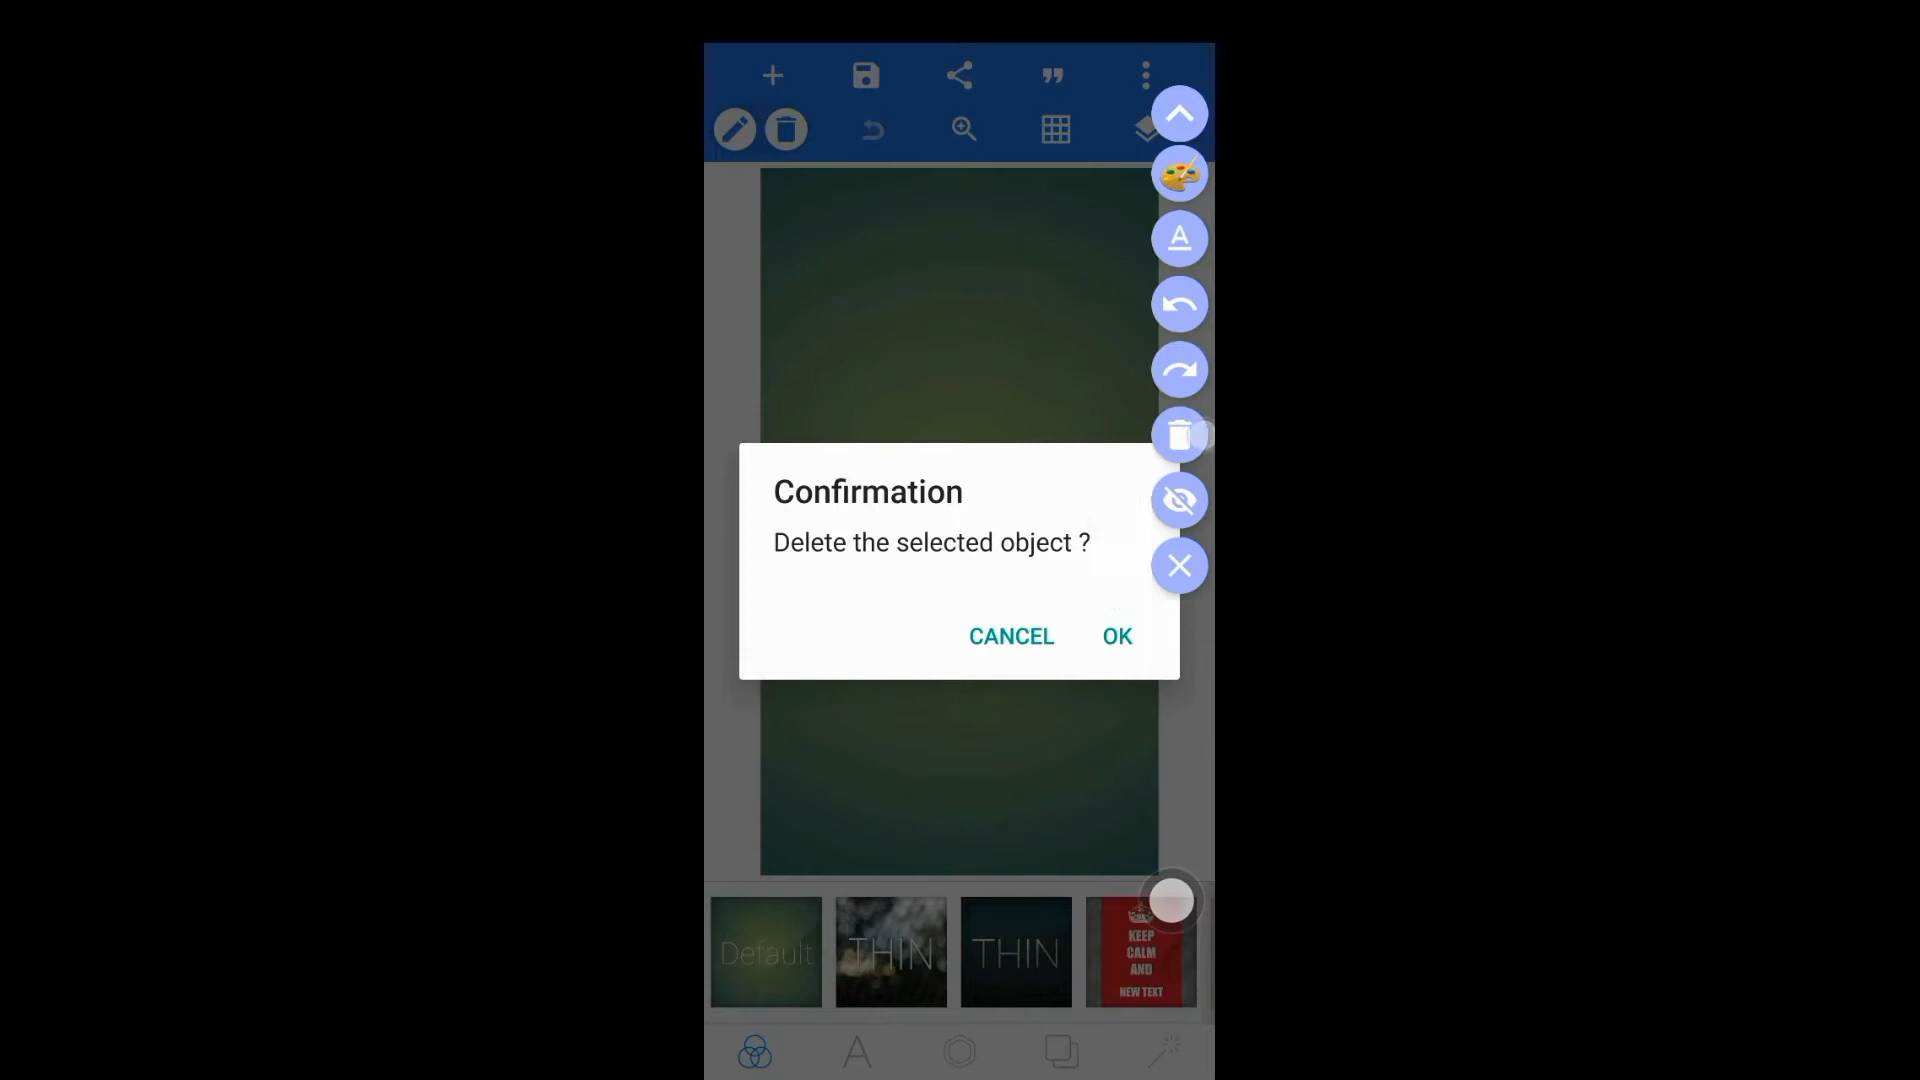 Confirmation
Delete the selected object ?
CANCEL
OK
Default
THIN
THIN
KEEP
CALM
AND
NEW TEXT